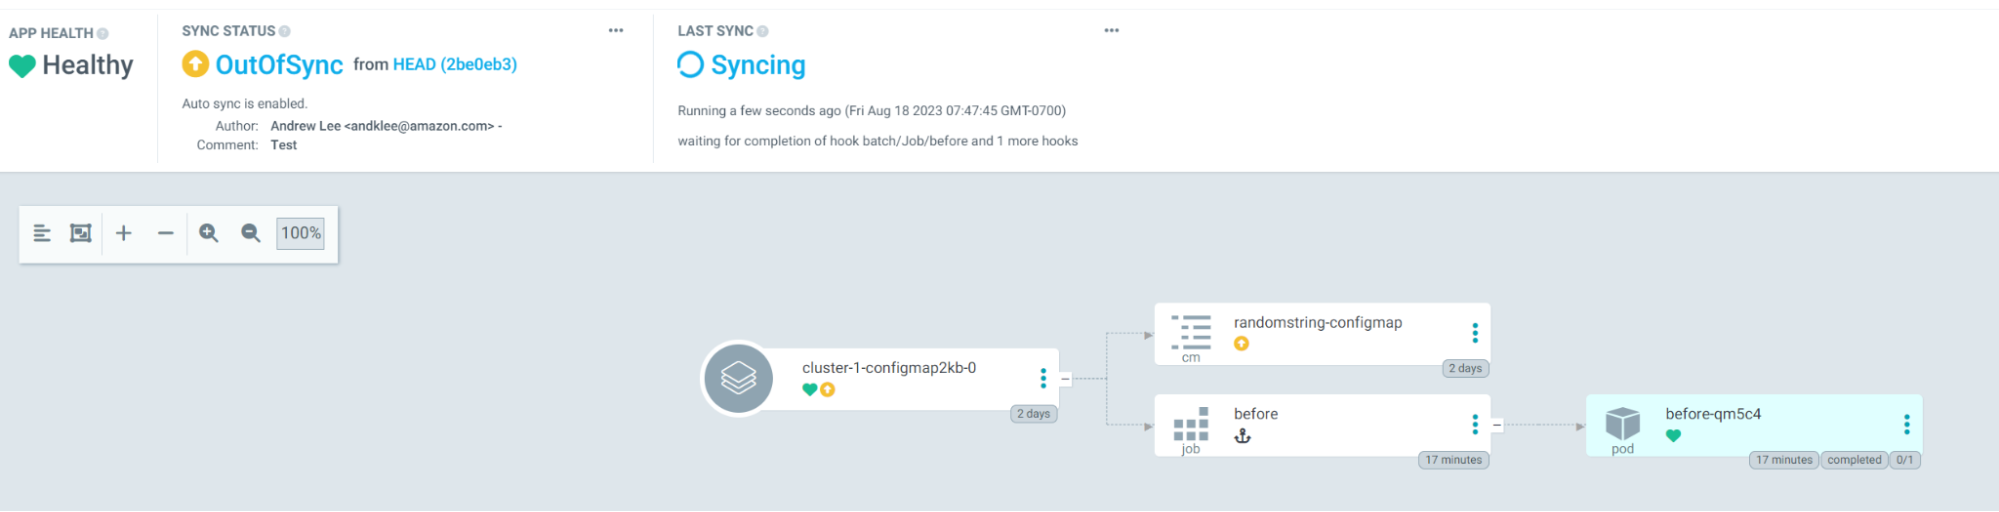 APP HEALTH
Healthy
SYNC STATUS
OutOfSync from HEAD (2be0eb3)
Auto sync is enabled.
Author: Andrew Lee <andklee@amazon.com> -
Comment: Test
LAST SYNC
Syncing
Running a few seconds ago (Fri Aug 18 2023 07:47:45 GMT-0700)
waiting for completion of hook batch/Job/before and 1 more hooks
100%
cluster-1-configmap2kb-0
2 days
randomstring-configmap
cm
2 days
before
job
17 minutes
before-qm5c4
pod
17 minutes completed 0/1